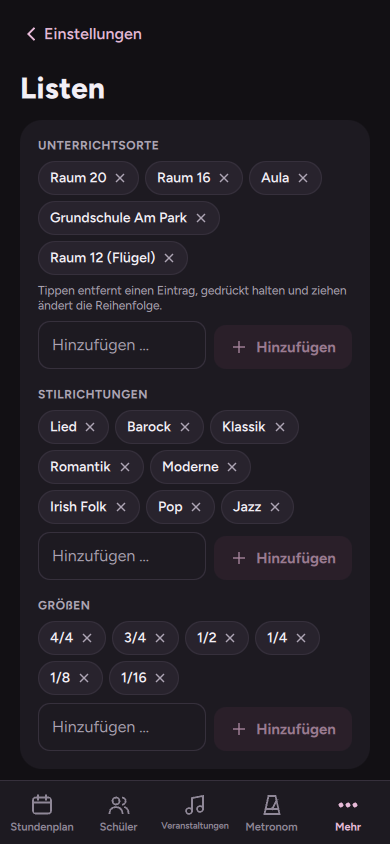 Einstellungen
Listen
UNTERRICHTSORTE
Raum 20 × Raum 16 × Aula ×
Grundschule Am Park ×
Raum 12 (Flügel) ×
Tippen entfernt einen Eintrag, gedrückt halten und ziehen
ändert die Reihenfolge.
Hinzufügen ... + Hinzufügen
STILRICHTUNGEN
Lied × Barock × Klassik ×
Romantik × Moderne ×
Irish Folk × Pop × Jazz ×
Hinzufügen ... + Hinzufügen
GRÖßEN
4/4 × 3/4 × 1/2 × 1/4 ×
1/8 × 1/16 ×
Hinzufügen ... + Hinzufügen
Stundenplan Schüler Veranstaltungen Metronom Mehr